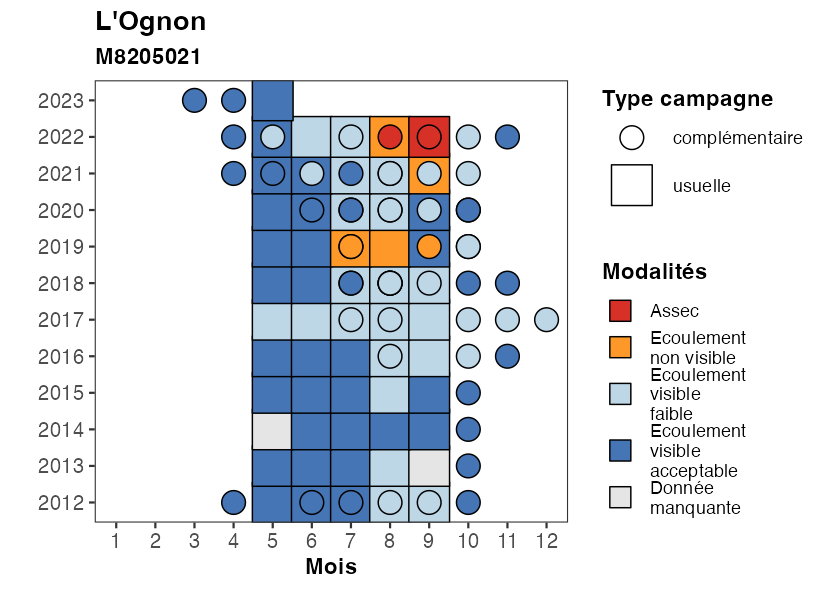 L'Ognon
M8205021
2023
2022
2021
2020
2019
2018
2017
2016
2015
2014
2013
2012
1 2 3 4 5 6 7 8 9 10 11 12
Mois
Type campagne
complémentaire
usuelle
Modalités
Assec
Ecoulement
non visible
Ecoulement
visible
faible
Ecoulement
visible
acceptable
Donnée
manquante